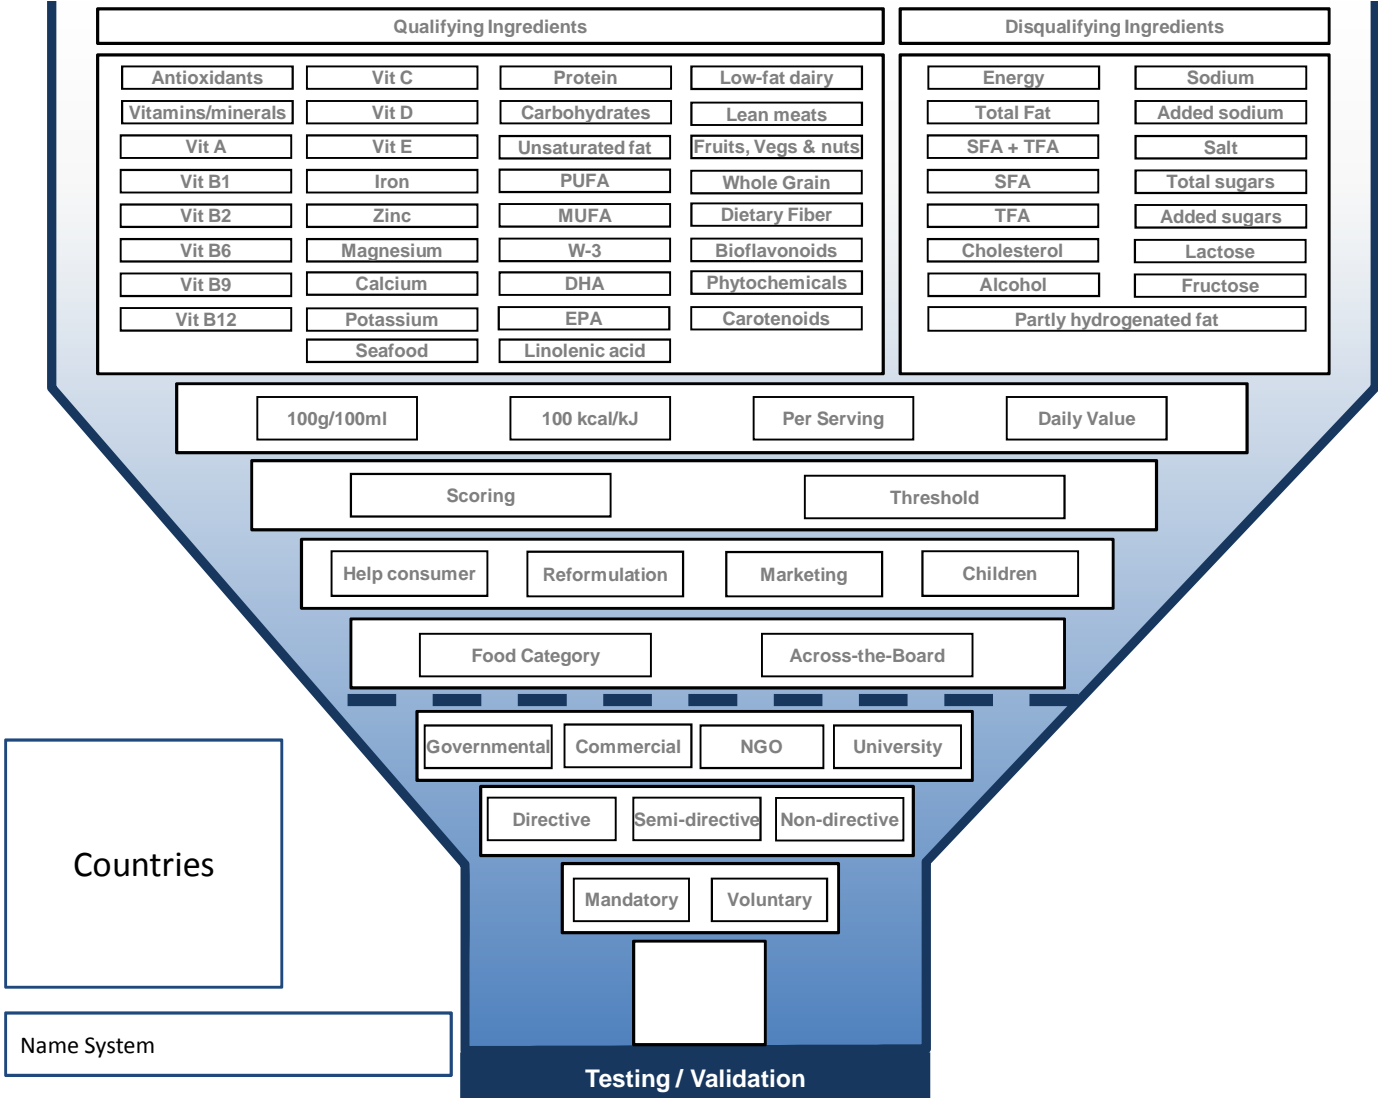 Qualifying Ingredients
Disqualifying Ingredients
Antioxidants
Vit C
Protein
Low-fat dairy
Energy
Sodium
Vitamins/minerals
Vit D
Carbohydrates
Lean meats
Total Fat
Added sodium
Vit A
Vit E
Unsaturated fat
Fruits, Vegs & nuts
SFA + TFA
Salt
Vit B1
Iron
PUFA
Whole Grain
SFA
Total sugars
Vit B2
Zinc
MUFA
Dietary Fiber
TFA
Added sugars
Vit B6
Magnesium
W-3
Bioflavonoids
Cholesterol
Lactose
Vit B9
Calcium
DHA
Phytochemicals
Alcohol
Fructose
Vit B12
Potassium
EPA
Carotenoids
Partly hydrogenated fat
Seafood
Linolenic acid
100g/100ml
100 kcal/kJ
Per Serving
Daily Value
Scoring
Threshold
Help consumer
Reformulation
Marketing
Children
Food Category
Across-the-Board
Governmental
Commercial
NGO
University
Directive
Semi-directive
Non-directive
Countries
Mandatory
Voluntary
Name System
Testing / Validation